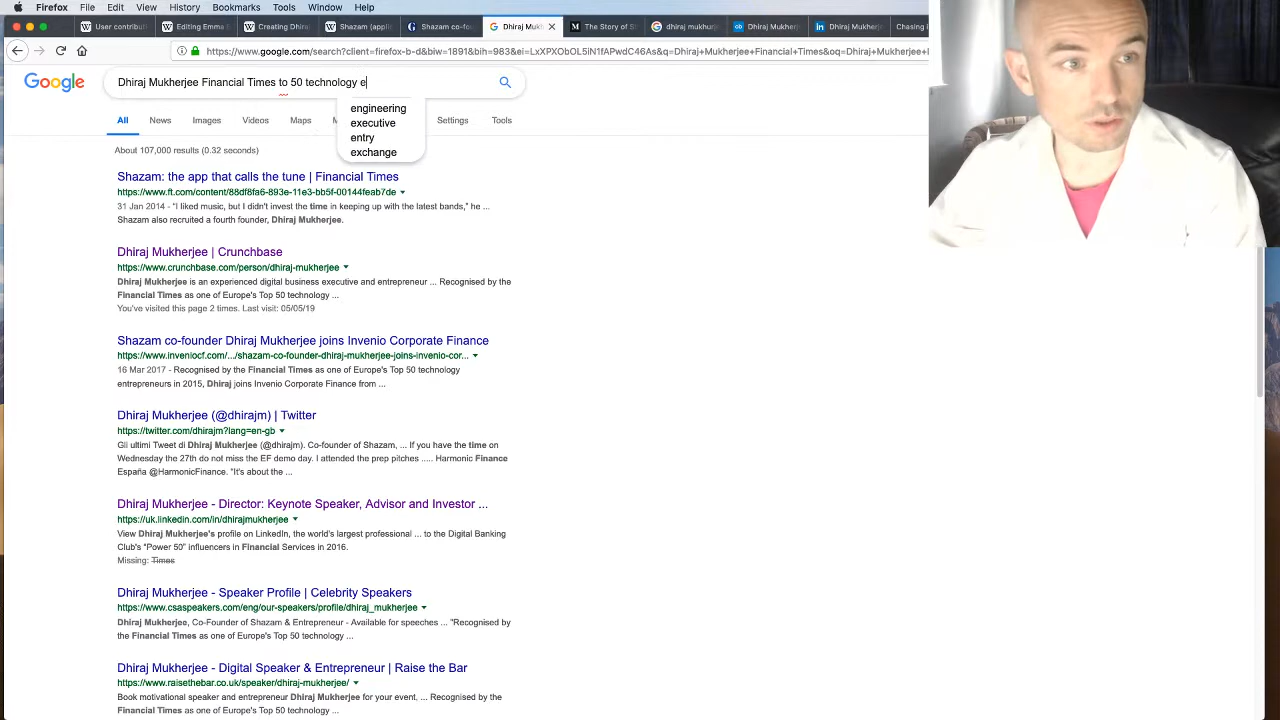 Firefox File Edit View History Bookmarks Tools Window Help
User contributi Editing Emma B Creating Dhiraj Shazam (applic Shazam co-fou Dhiraj Muk The Story of S dhiraj mukherje Dhiraj Mukherje Dhiraj Mukherj Chasing
https://www.google.com/search?client=firefox-b-d&biw=1891&bih=983&ei=LxXPXObOL5iN1fAPwdC46As&q=Dhiraj+Mukherjee+Financial+Times&oq=Dhiraj+Mukherjee+
Google
Dhiraj Mukherjee Financial Times to 50 technology e
engineering
executive
entry
exchange
All News Images Videos Maps M Settings Tools
About 107,000 results (0.32 seconds)
Shazam: the app that calls the tune | Financial Times
https://www.ft.com/content/88df8fa6-893e-11e3-bb5f-00144feab7de
31 Jan 2014 - "I liked music, but I didn't invest the time in keeping up with the latest bands," he ...
Shazam also recruited a fourth founder, Dhiraj Mukherjee.
Dhiraj Mukherjee | Crunchbase
https://www.crunchbase.com/person/dhiraj-mukherjee
Dhiraj Mukherjee is an experienced digital business executive and entrepreneur ... Recognised by the
Financial Times as one of Europe's Top 50 technology ...
You've visited this page 2 times. Last visit: 05/05/19
Shazam co-founder Dhiraj Mukherjee joins Invenio Corporate Finance
https://www.inveniocf.com/.../shazam-co-founder-dhiraj-mukherjee-joins-invenio-cor...
16 Mar 2017 - Recognised by the Financial Times as one of Europe's Top 50 technology
entrepreneurs in 2015, Dhiraj joins Invenio Corporate Finance from ...
Dhiraj Mukherjee (@dhirajm) | Twitter
https://twitter.com/dhirajm?lang=en-gb
Gli ultimi Tweet di Dhiraj Mukherjee (@dhirajm). Co-founder of Shazam, ... If you have the time on
Wednesday the 27th do not miss the EF demo day. I attended the prep pitches ..... Harmonic Finance
España @HarmonicFinance. "It's about the ...
Dhiraj Mukherjee - Director: Keynote Speaker, Advisor and Investor ...
https://uk.linkedin.com/in/dhirajmukherjee
View Dhiraj Mukherjee's profile on LinkedIn, the world's largest professional ... to the Digital Banking
Club's "Power 50" influencers in Financial Services in 2016.
Missing: Times
Dhiraj Mukherjee - Speaker Profile | Celebrity Speakers
https://www.csaspeakers.com/eng/our-speakers/profile/dhiraj_mukherjee
Dhiraj Mukherjee, Co-Founder of Shazam & Entrepreneur - Available for speeches ... "Recognised by
the Financial Times as one of Europe's Top 50 technology ...
Dhiraj Mukherjee - Digital Speaker & Entrepreneur | Raise the Bar
https://www.raisethebar.co.uk/speaker/dhiraj-mukherjee/
Book motivational speaker and entrepreneur Dhiraj Mukherjee for your event. ... Recognised by the
Financial Times as one of Europe's Top 50 technology ...